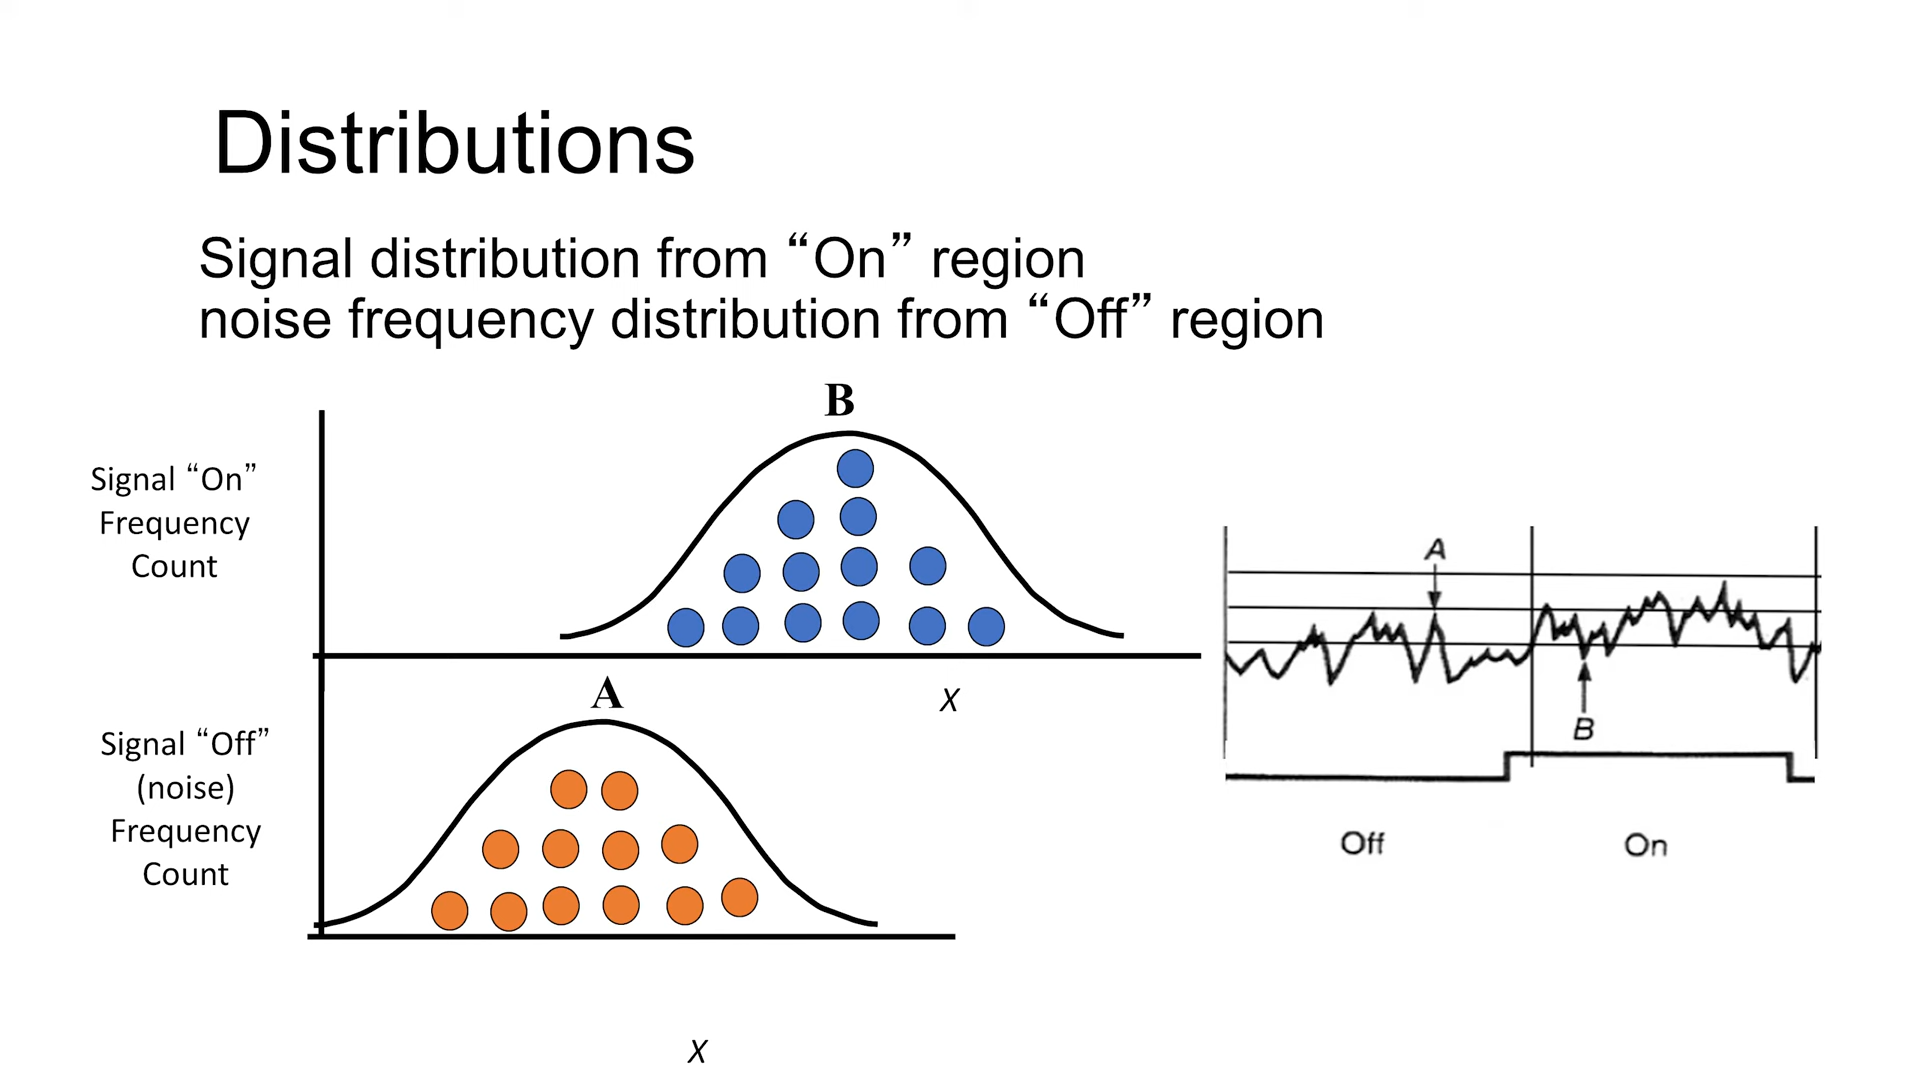 Distributions
Signal distribution from “On” region
noise frequency distribution from “Off” region
B
Signal “On”
Frequency
Count
X
A
Signal “Off”
(noise)
Frequency
Count
X
A
B
Off On